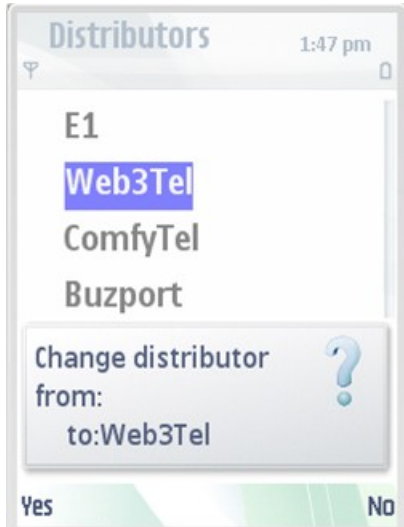 Distributors
1:47 pm
E1
Web3Tel
ComfyTel
Buzport
Change distributor
from:
to:Web3Tel
Yes
No